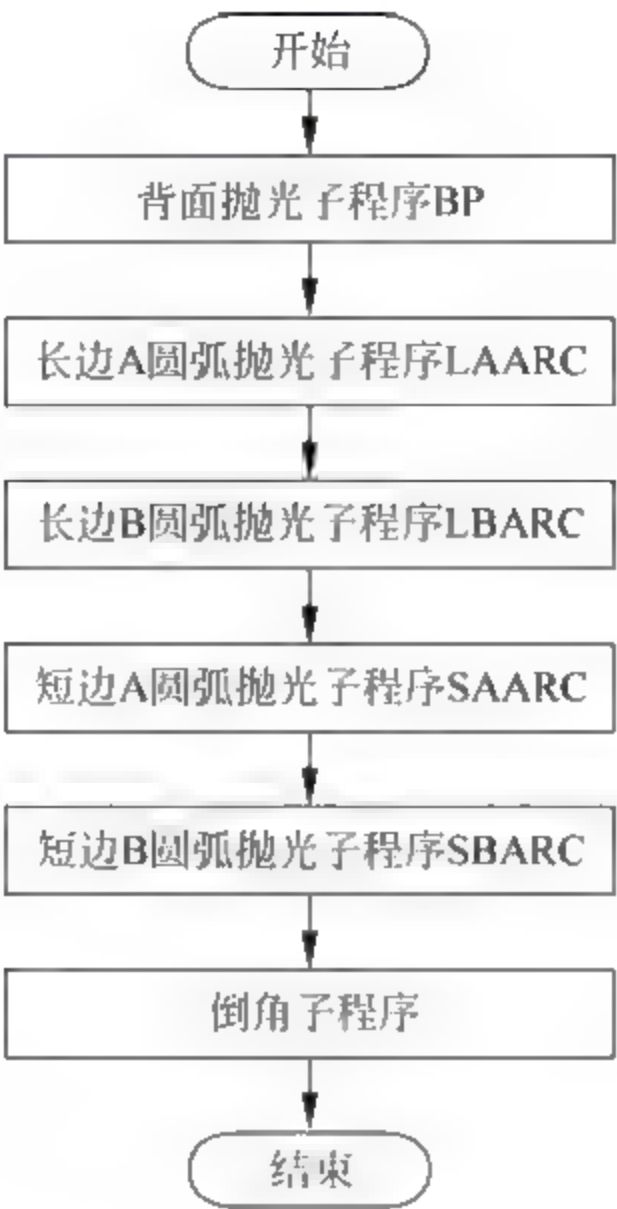 开始
背面抛光子程序BP
长边A圆弧抛光子程序LAARC
长边B圆弧抛光子程序LBARC
短边A圆弧抛光子程序SAARC
短边B圆弧抛光子程序SBARC
倒角子程序
结束